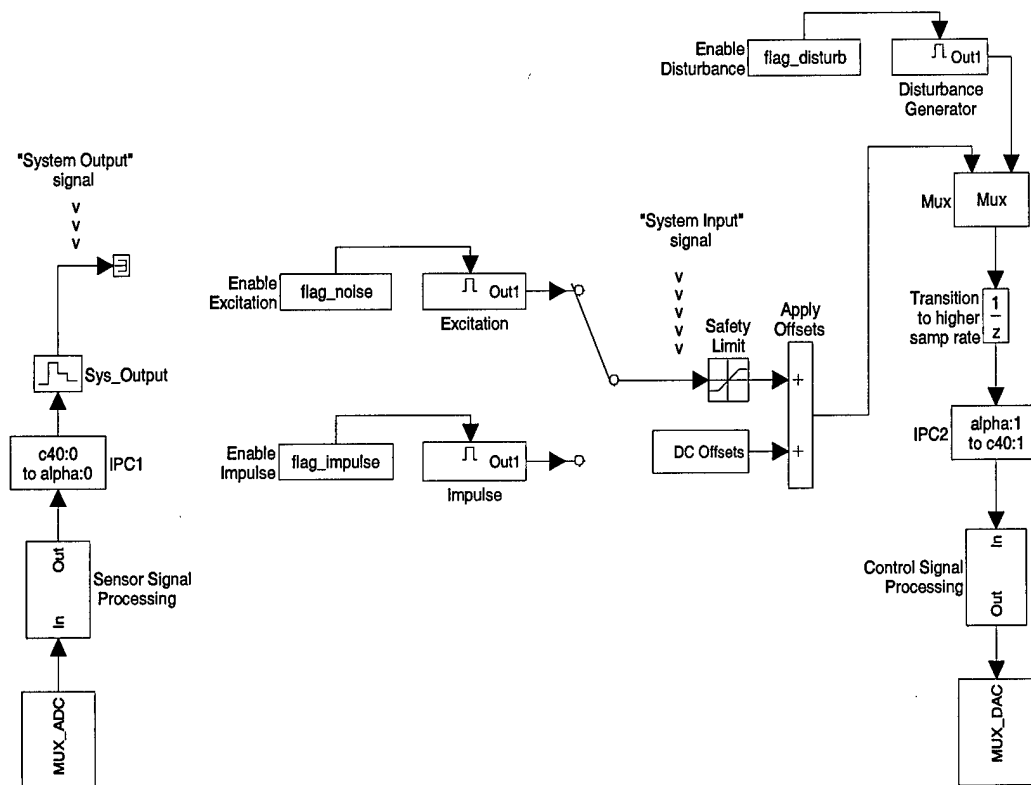 Enable
Disturbance
flag_disturb
Out1
Disturbance
Generator
"System Output"
signal
v
v
v
Mux
Mux
"System Input"
signal
v
v
v
v
v
Enable
Excitation
flag_noise
Out1
Excitation
Safety
Limit
Apply
Offsets
+
+
Transition
to higher
samp rate
1
z
Sys_Output
c40:0
to alpha:0
IPC1
Enable
Impulse
flag_impulse
Out1
Impulse
DC Offsets
IPC2
alpha:1
to c40:1
Out
In
Sensor Signal
Processing
Control Signal
Processing
In
Out
MUX_ADC
MUX_DAC